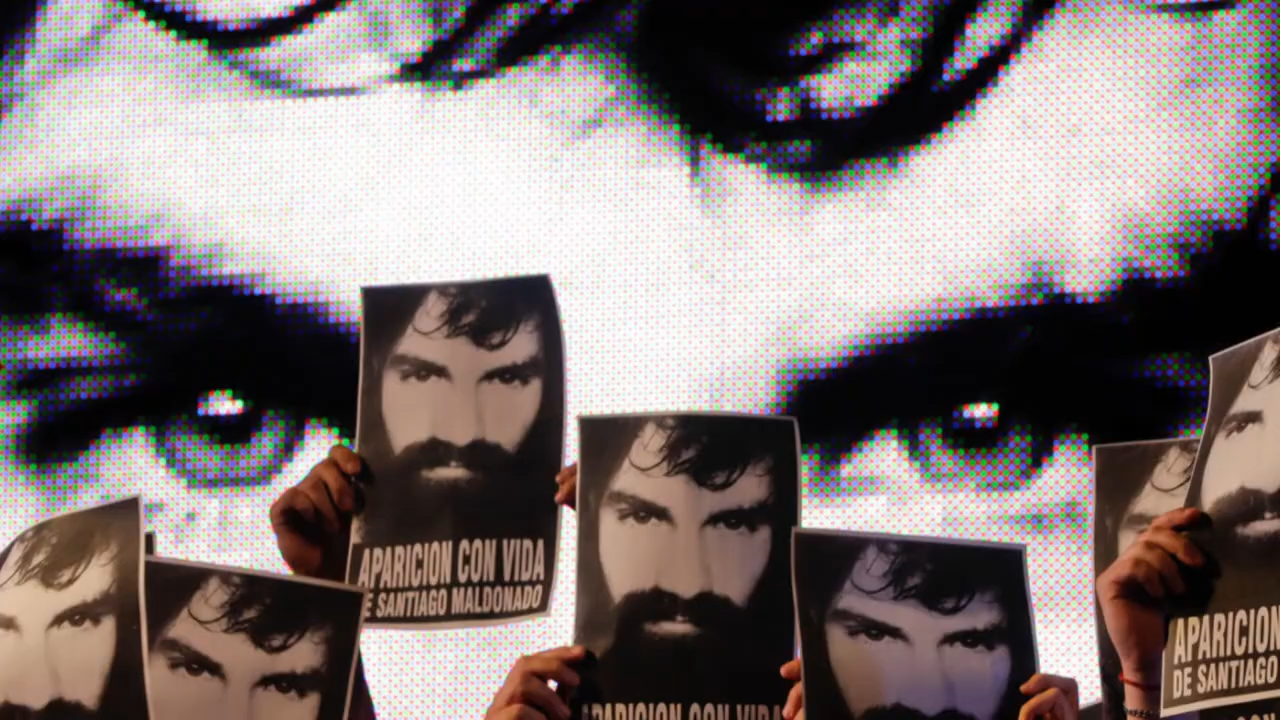 APARICION CON VIDA
DE SANTIAGO MALDONADO
APARICION CON VIDA
APARICION
DE SANTIAGO